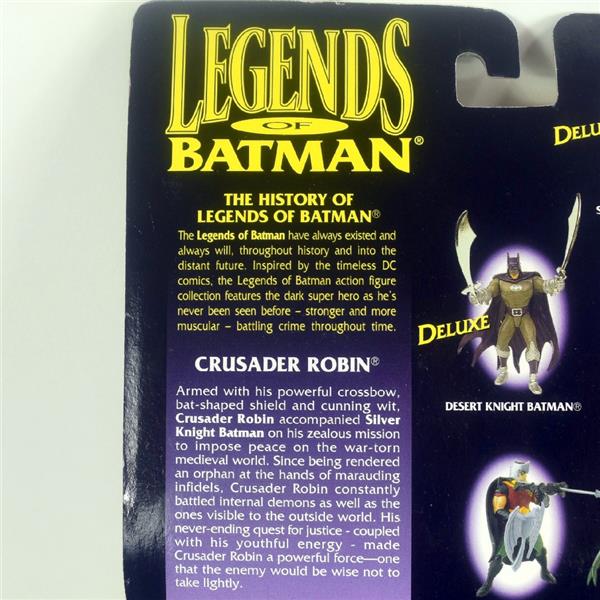 LEGENDS
OF
BATMAN®
THE HISTORY OF
LEGENDS OF BATMAN®
The Legends of Batman have always existed and
always will, throughout history and into the
distant future. Inspired by the timeless DC
comics, the Legends of Batman action figure
collection features the dark super hero as he's
never been seen before – stronger and more
muscular – battling crime throughout time.
CRUSADER ROBIN®
Armed with his powerful crossbow,
bat-shaped shield and cunning wit,
Crusader Robin accompanied Silver
Knight Batman on his zealous mission
to impose peace on the war-torn
medieval world. Since being rendered
an orphan at the hands of marauding
infidels, Crusader Robin constantly
battled internal demons as well as the
ones visible to the outside world. His
never-ending quest for justice - coupled
with his youthful energy - made
Crusader Robin a powerful force—one
that the enemy would be wise not to
take lightly.
DELU
S
DELUXE
DESERT KNIGHT BATMAN®